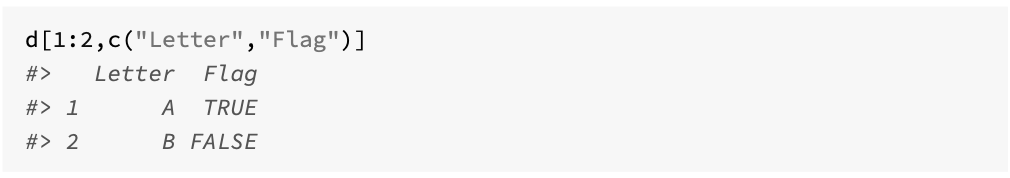 d[1:2,c("Letter","Flag")]
#>   Letter  Flag
#> 1      A  TRUE
#> 2      B FALSE